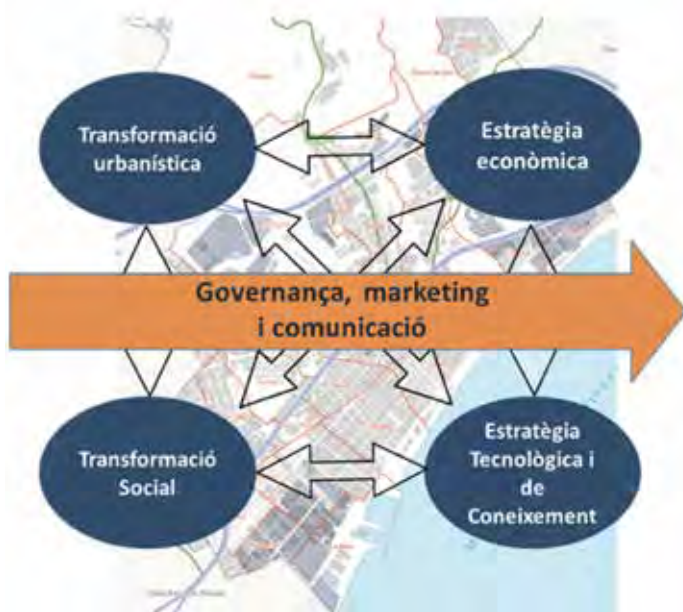 Transformació
urbanística
Estratègia
econòmica
Governança, marketing
i comunicació
Transformació
Social
Estratègia
Tecnològica i
de
Coneixement